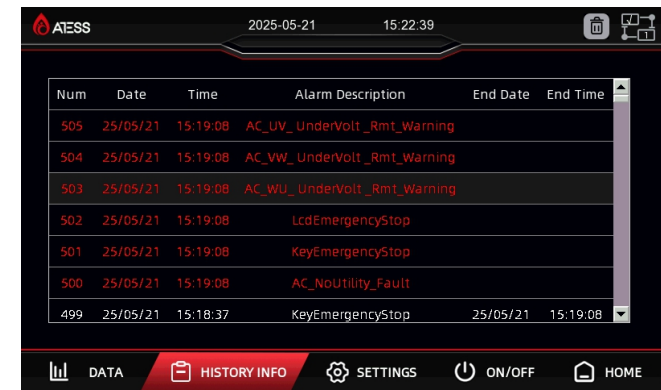 ATESS 2025-05-21 15:22:39
1
Num Date Time Alarm Description End Date End Time
505 25/05/21 15:19:08 AC_UV_ UnderVolt _Rmt_Warning
504 25/05/21 15:19:08 AC_VW_ UnderVolt _Rmt_Warning
503 25/05/21 15:19:08 AC_WU_ UnderVolt _Rmt_Warning
502 25/05/21 15:19:08 LcdEmergencyStop
501 25/05/21 15:19:08 KeyEmergencyStop
500 25/05/21 15:19:08 AC_NoUtility_Fault
499 25/05/21 15:18:37 KeyEmergencyStop 25/05/21 15:19:08
DATA HISTORY INFO SETTINGS ON/OFF HOME